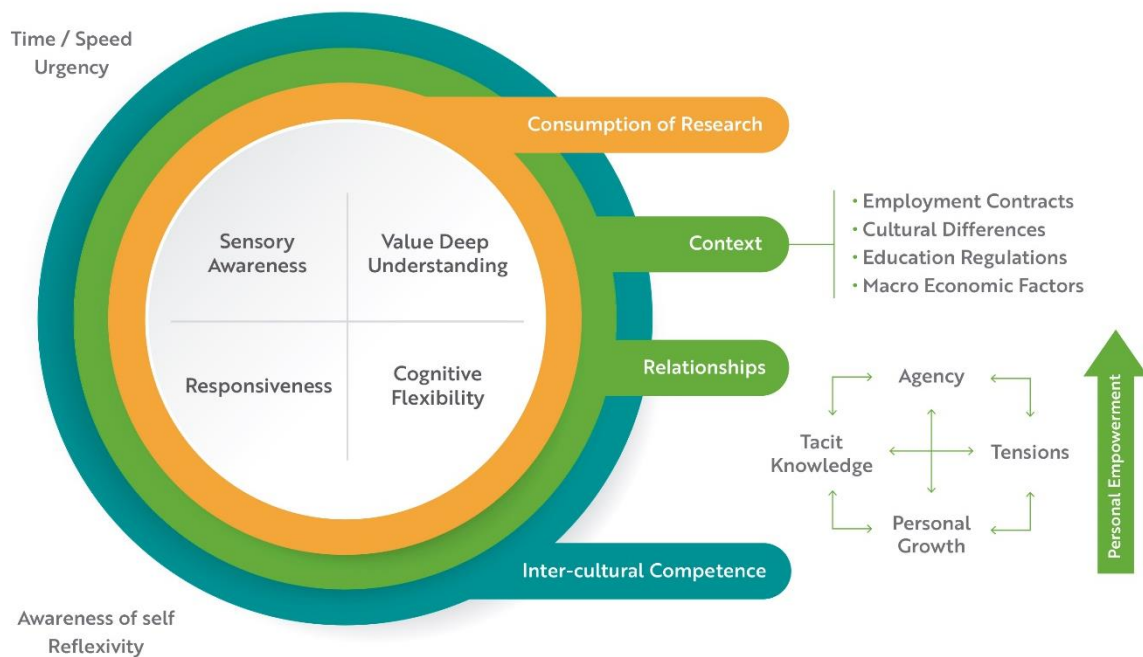 Time / Speed
Urgency
Consumption of Research
Sensory
Awareness
Value Deep
Understanding
Context
• Employment Contracts
• Cultural Differences
• Education Regulations
• Macro Economic Factors
Responsiveness
Cognitive
Flexibility
Relationships
Agency
Tacit
Knowledge
Tensions
Personal
Growth
Personal Empowerment
Inter-cultural Competence
Awareness of self
Reflexivity